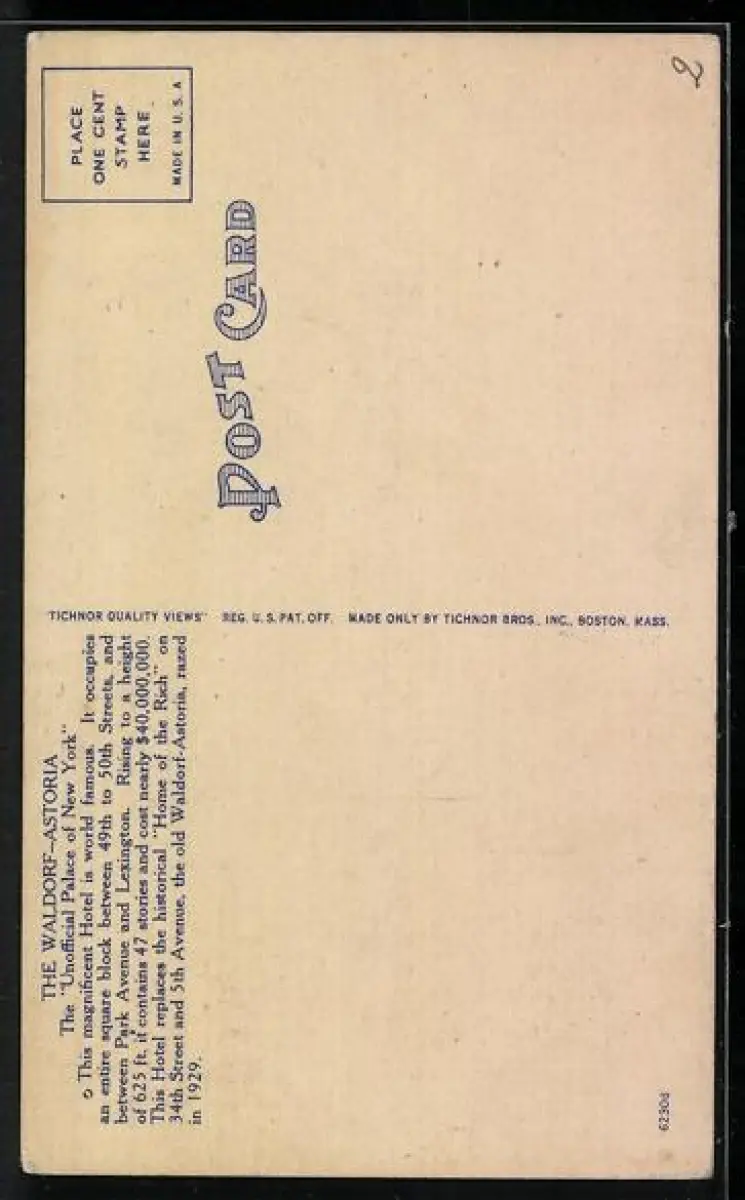 THE WALDORF-ASTORIA
The "Unofficial Palace of New York"
This magnificent Hotel is world famous. It occupies
an entire square block between 49th to 50th Streets, and
between Park Avenue and Lexington. Rising to a height
of 625 ft. it contains 47 stories and cost nearly $40,000,000.
This Hotel replaces the historical "Home of the Rich" on
34th Street and 5th Avenue, the old Waldorf-Astoria, razed
in 1929.
62308
"TICHNOR QUALITY VIEWS" REG. U. S. PAT. OFF. MADE ONLY BY TICHNOR BROS., INC., BOSTON, MASS.
POST CARD
PLACE
ONE CENT
STAMP
HERE
MADE IN U. S. A
2